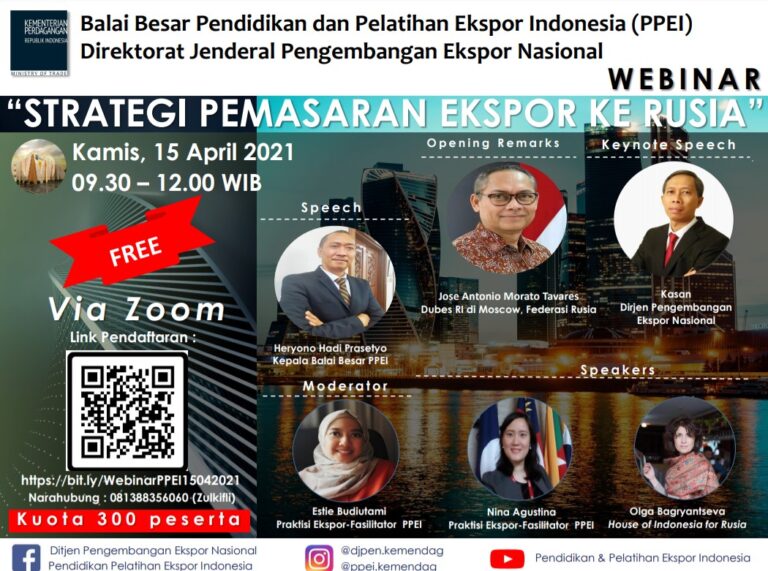 KEMENTERIAN
PERDAGANGAN
REPUBLIK INDONESIA
MINISTRY OF TRADE
Balai Besar Pendidikan dan Pelatihan Ekspor Indonesia (PPEI)
Direktorat Jenderal Pengembangan Ekspor Nasional
WEBINAR
“STRATEGI PEMASARAN EKSPOR KE RUSIA”
Kamis, 15 April 2021
09.30 – 12.00 WIB
FREE
Via Zoom
Link Pendaftaran :
https://bit.ly/WebinarPPEI15042021
Narahubung : 081388356060 (Zulkifli)
Kuota 300 peserta
Opening Remarks
Jose Antonio Morato Tavares
Dubes RI di Moscow, Federasi Rusia
Keynote Speech
Kasan
Dirjen Pengembangan
Ekspor Nasional
Speech
Heryono Hadi Prasetyo
Kepala Balai Besar PPEI
Moderator
Estie Budiutami
Praktisi Ekspor-Fasilitator PPEI
Speakers
Nina Agustina
Praktisi Ekspor-Fasilitator PPEI
Olga Bagryantseva
House of Indonesia for Rusia
Ditjen Pengembangan Ekspor Nasional
Pendidikan Pelatihan Ekspor Indonesia
@djpen.kemendag
@ppei.kemendag
Pendidikan & Pelatihan Ekspor Indonesia